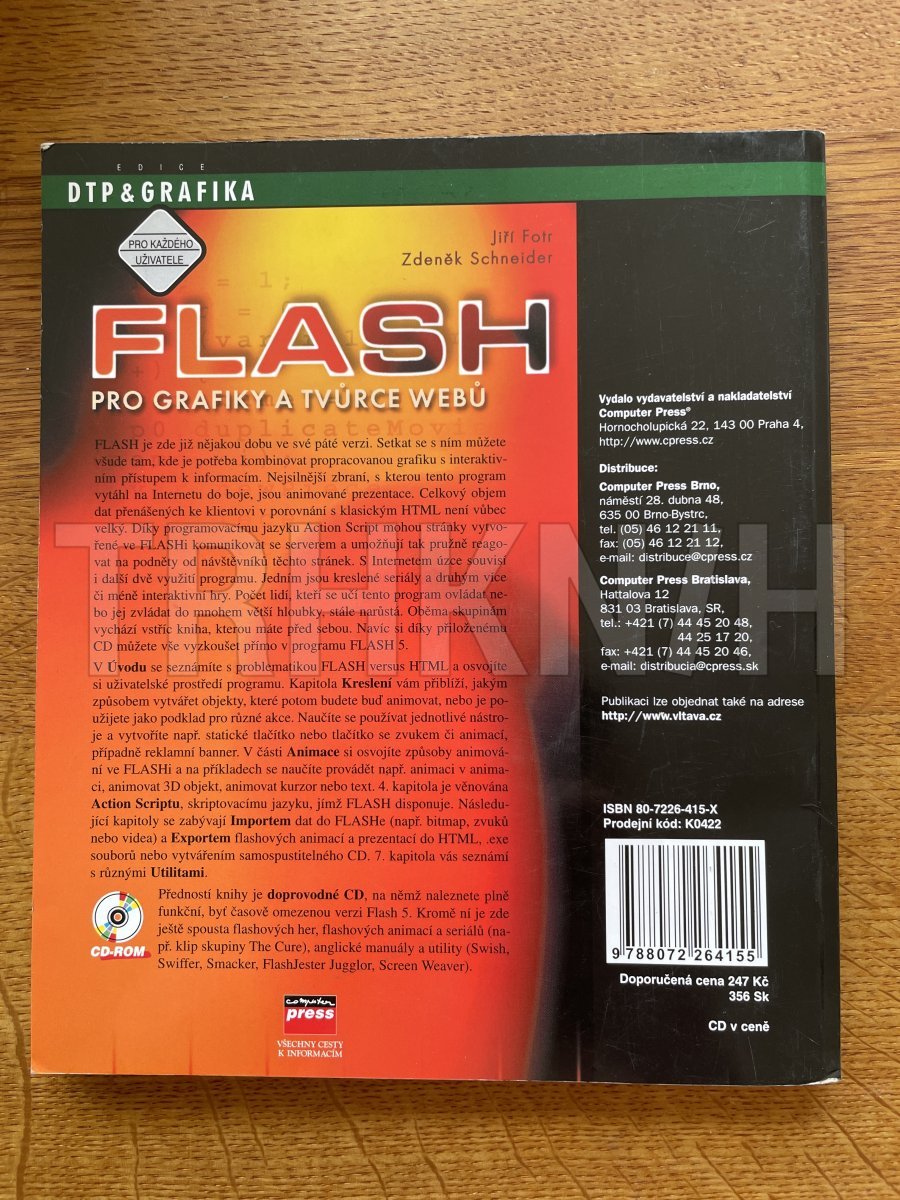 EDICE
DTP & GRAFIKA
PRO KAŽDÉHO
UŽIVATELE
Jiří Fotr
Zdeněk Schneider
FLASH
PRO GRAFIKY A TVŮRCE WEBŮ
p0 duplicateMovi
FLASH je zde již nějakou dobu ve své páté verzi. Setkat se s ním můžete
všude tam, kde je potřeba kombinovat propracovanou grafiku s interaktiv-
ním přístupem k informacím. Nejsilnější zbraní, s kterou tento program
vytáhl na Internetu do boje, jsou animované prezentace. Celkový objem
dat přenášených ke klientovi v porovnání s klasickým HTML není vůbec
velký. Díky programovacímu jazyku Action Script mohou stránky vytvo-
řené ve FLASHi komunikovat se serverem a umožňují tak pružně reago-
vat na podněty od návštěvníků těchto stránek. S Internetem úzce souvisí
i další dvě využití programu. Jedním jsou kreslené seriály a druhým více
či méně interaktivní hry. Počet lidí, kteří se učí tento program ovládat ne-
bo jej zvládat do mnohem větší hloubky, stále narůstá. Oběma skupinám
vychází vstříc kniha, kterou máte před sebou. Navíc si díky přiloženému
CD můžete vše vyzkoušet přímo v programu FLASH 5.
V Úvodu se seznámíte s problematikou FLASH versus HTML a osvojíte
si uživatelské prostředí programu. Kapitola Kreslení vám přiblíží, jakým
způsobem vytvářet objekty, které potom budete buď animovat, nebo je po-
užijete jako podklad pro různé akce. Naučíte se používat jednotlivé nástro-
je a vytvoříte např. statické tlačítko nebo tlačítko se zvukem či animací,
případně reklamní banner. V části Animace si osvojíte způsoby animová-
ní ve FLASHi a na příkladech se naučíte provádět např. animaci v anima-
ci, animovat 3D objekt, animovat kurzor nebo text. 4. kapitola je věnována
Action Scriptu, skriptovacímu jazyku, jímž FLASH disponuje. Následu-
jící kapitoly se zabývají Importem dat do FLASHe (např. bitmap, zvuků
nebo videa) a Exportem flashových animací a prezentací do HTML, .exe
souborů nebo vytvářením samospustitelného CD. 7. kapitola vás seznámí
s různými Utilitami.
Předností knihy je doprovodné CD, na němž naleznete plně
funkční, byť časově omezenou verzi Flash 5. Kromě ní je zde
ještě spousta flashových her, flashových animací a seriálů (na-
př. klip skupiny The Cure), anglické manuály a utility (Swish,
Swiffer, Smacker, FlashJester Jugglor, Screen Weaver).
CD-ROM
computer
press
VŠECHNY CESTY
K INFORMACÍM
Vydalo vydavatelství a nakladatelství
Computer Press®
Hornocholupická 22, 143 00 Praha 4,
http://www.cpress.cz
Distribuce:
Computer Press Brno,
náměstí 28. dubna 48,
635 00 Brno-Bystrc,
tel. (05) 46 12 21 11,
fax: (05) 46 12 21 12,
e-mail: distribuce@cpress.cz
Computer Press Bratislava,
Hattalova 12
831 03 Bratislava, SR,
tel.: +421 (7) 44 45 20 48,
44 25 17 20,
fax: +421 (7) 44 45 20 46,
e-mail: distribucia@cpress.sk
Publikaci lze objednat také na adrese
http://www.vltava.cz
ISBN 80-7226-415-X
Prodejní kód: K0422
9 788072 264155
Doporučená cena 247 Kč
356 Sk
CD v ceně